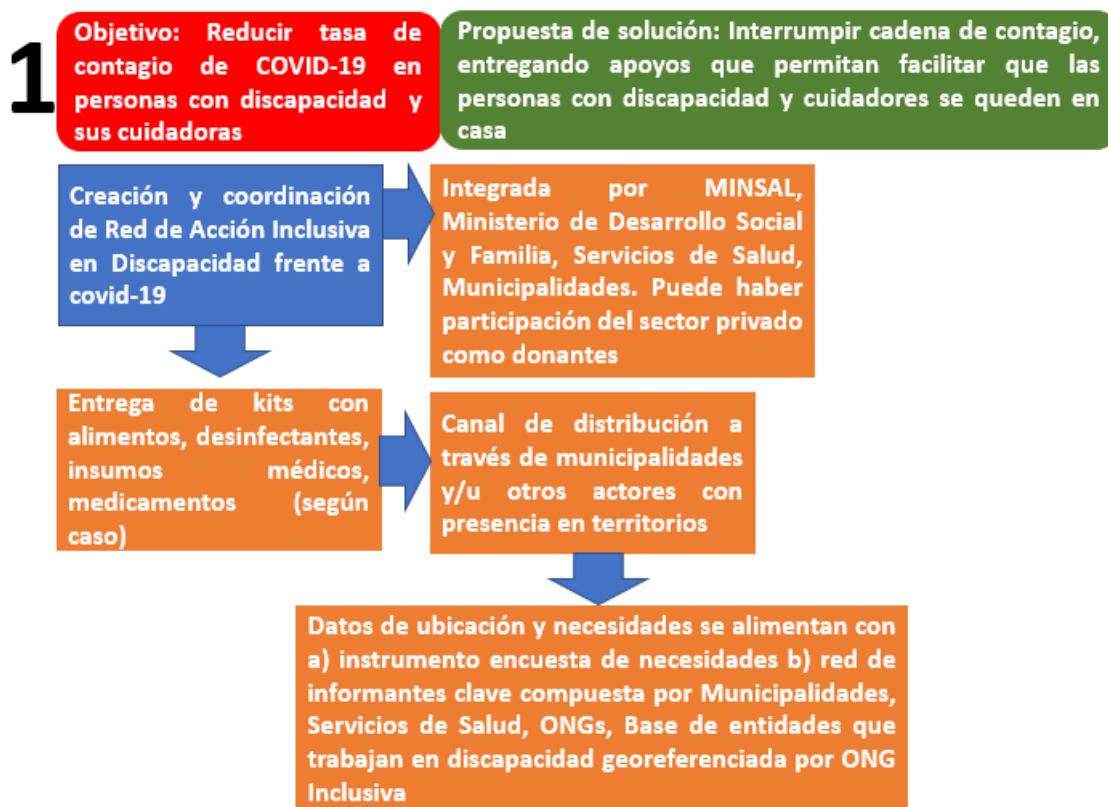 1
Objetivo: Reducir tasa de
contagio de COVID-19 en
personas con discapacidad y
sus cuidadoras
Propuesta de solución: Interrumpir cadena de contagio,
entregando apoyos que permitan facilitar que las
personas con discapacidad y cuidadores se queden en
casa
Creación y coordinación
de Red de Acción Inclusiva
en Discapacidad frente a
covid-19
Integrada por MINSAL,
Ministerio de Desarrollo Social
y Familia, Servicios de Salud,
Municipalidades. Puede haber
participación del sector privado
como donantes
Entrega de kits con
alimentos, desinfectantes,
insumos médicos,
medicamentos (según
caso)
Canal de distribución a
través de municipalidades
y/u otros actores con
presencia en territorios
Datos de ubicación y necesidades se alimentan con
a) instrumento encuesta de necesidades b) red de
informantes clave compuesta por Municipalidades,
Servicios de Salud, ONGs, Base de entidades que
trabajan en discapacidad georeferenciada por ONG
Inclusiva